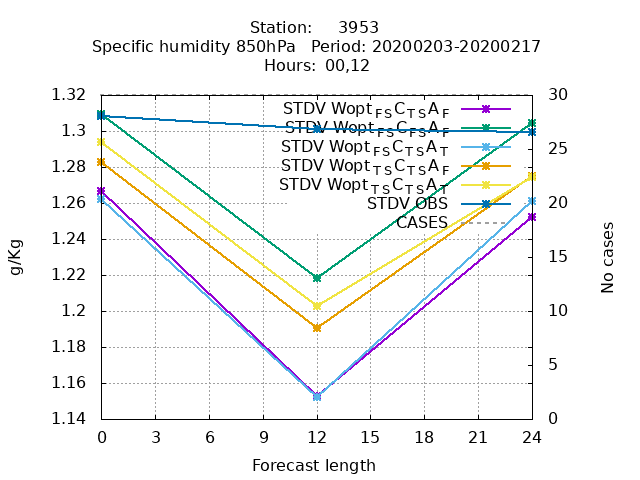 Station: 3953
Specific humidity 850hPa Period: 20200203-20200217
Hours: 00,12
STDV Wopt FS C TS A F
STDV Wopt FS C FS A F
STDV Wopt FS C TS A T
STDV Wopt TS C TS A F
STDV Wopt TS C TS A T
STDV OBS
CASES
1.32
1.3
1.28
1.26
1.24
1.22
1.2
1.18
1.16
1.14
g/Kg
30
25
20
15
10
5
0
No cases
0 3 6 9 12 15 18 21 24
Forecast length